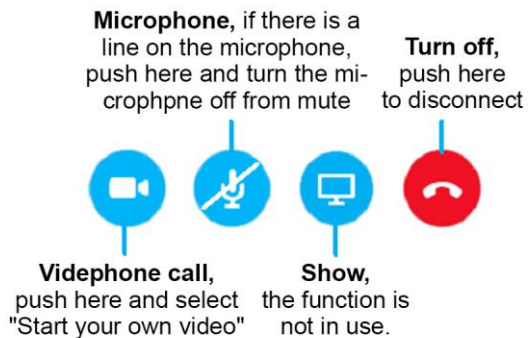 Microphone, if there is a
line on the microphone,
push here and turn the mi-
crophpne off from mute
Turn off,
push here
to disconnect
Videphone call,
push here and select
"Start your own video"
Show,
the function is
not in use.